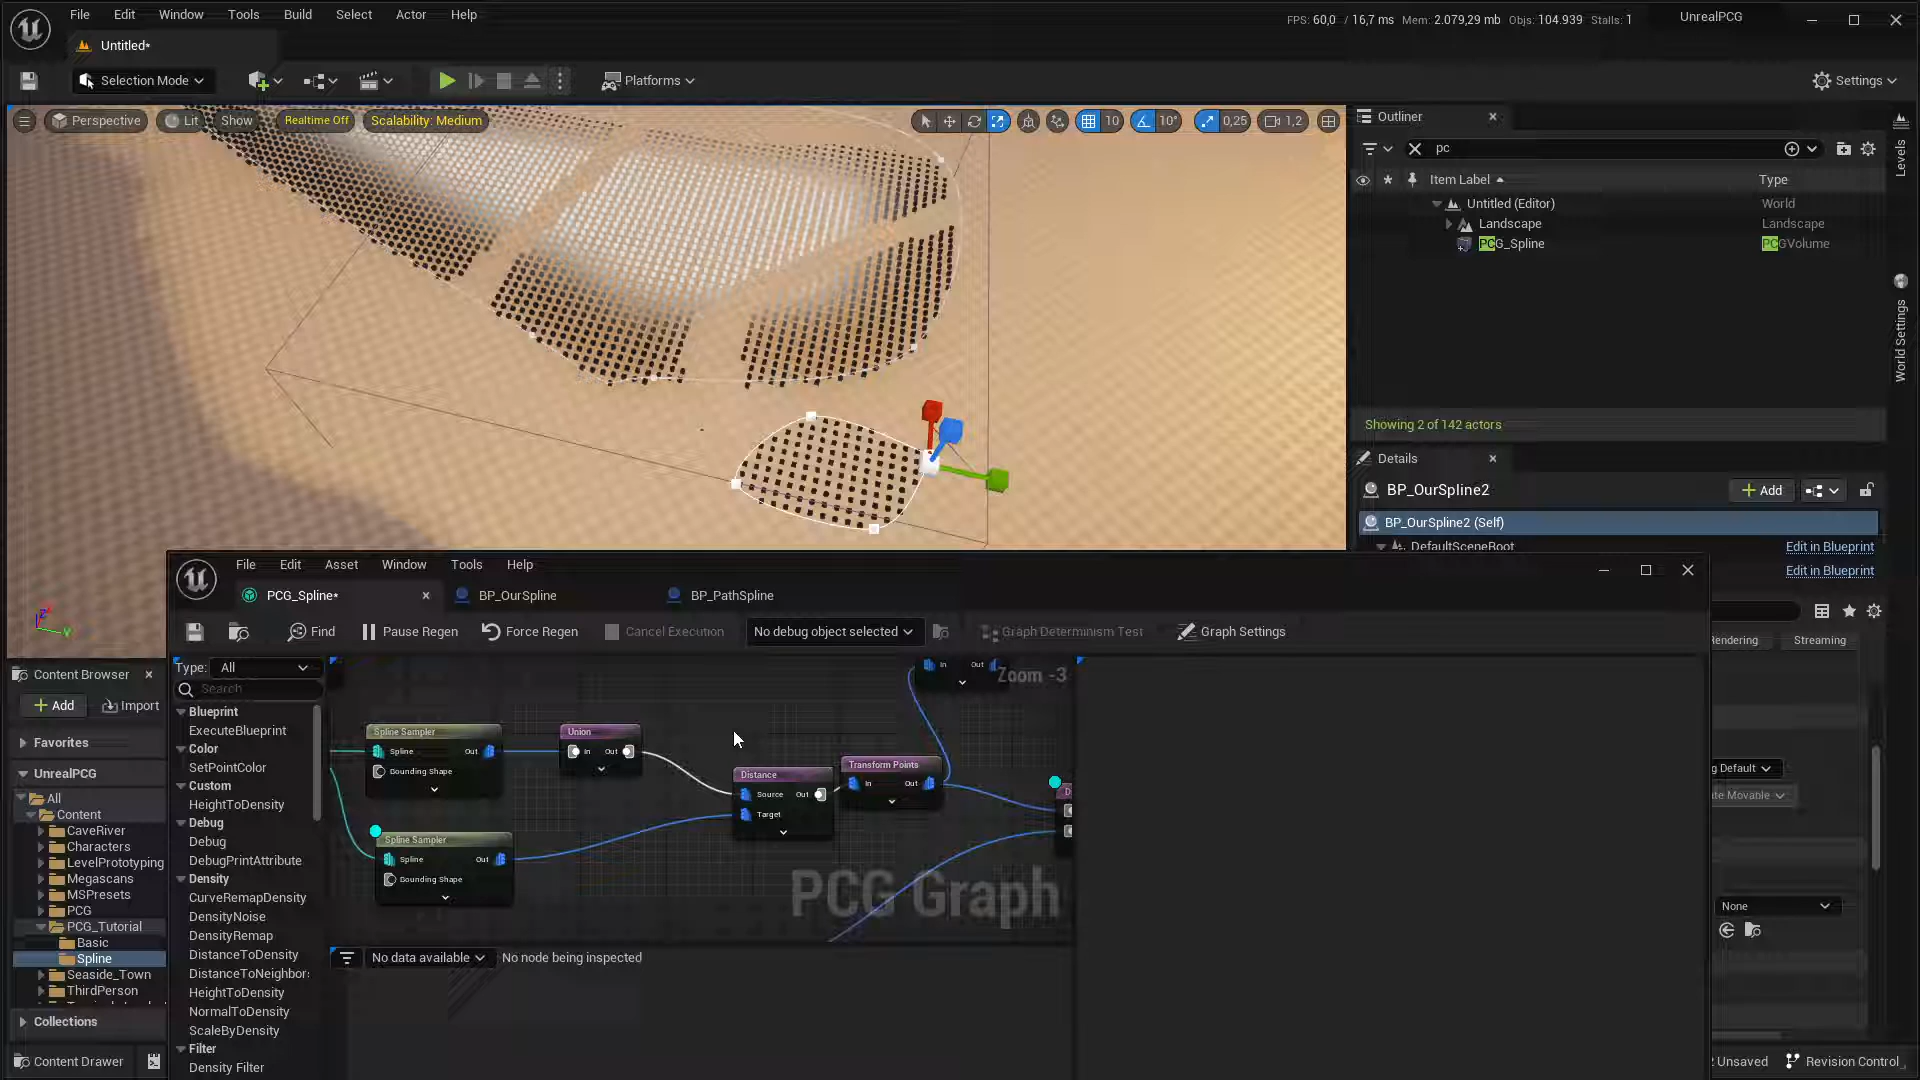 File Edit Window Tools Build Select Actor Help
FPS: 60,0 / 16,7 ms Mem: 2.079,29 mb Objs: 104.939 Stalls: 1
UnrealPCG
Untitled*
Selection Mode
Platforms
Settings
Perspective
Lit
Show
Realtime Off
Scalability: Medium
10
10°
0,25
1,2
Outliner
pc
Item Label
Type
Untitled (Editor)
World
Landscape
Landscape
PCG_Spline
PCGVolume
Showing 2 of 142 actors
Levels
World Settings
Details
BP_OurSpline2
Add
BP_OurSpline2 (Self)
DefaultSceneRoot
Edit in Blueprint
Edit in Blueprint
Rendering
Streaming
g Default
ate Movable
None
File Edit Asset Window Tools Help
PCG_Spline*
BP_OurSpline
BP_PathSpline
Find
Pause Regen
Force Regen
Cancel Execution
No debug object selected
Graph Determinism Test
Graph Settings
Type: All
Search
Blueprint
ExecuteBlueprint
Color
SetPointColor
Custom
HeightToDensity
Debug
Debug
DebugPrintAttribute
Density
CurveRemapDensity
DensityNoise
DensityRemap
DistanceToDensity
DistanceToNeighbor
HeightToDensity
NormalToDensity
ScaleByDensity
Filter
Density Filter
Zoom -3
In Out
Spline Sampler
Spline Out
Bounding Shape
Union
In Out
Distance
Source Out
Target
Transform Points
In Out
D
Spline Sampler
Spline Out
Bounding Shape
PCG Graph
No data available
No node being inspected
Content Browser
Add
Import
Favorites
UnrealPCG
All
Content
CaveRiver
Characters
LevelPrototyping
Megascans
MSPresets
PCG
PCG_Tutorial
Basic
Spline
Seaside_Town
ThirdPerson
Collections
Content Drawer
2 Unsaved
Revision Control